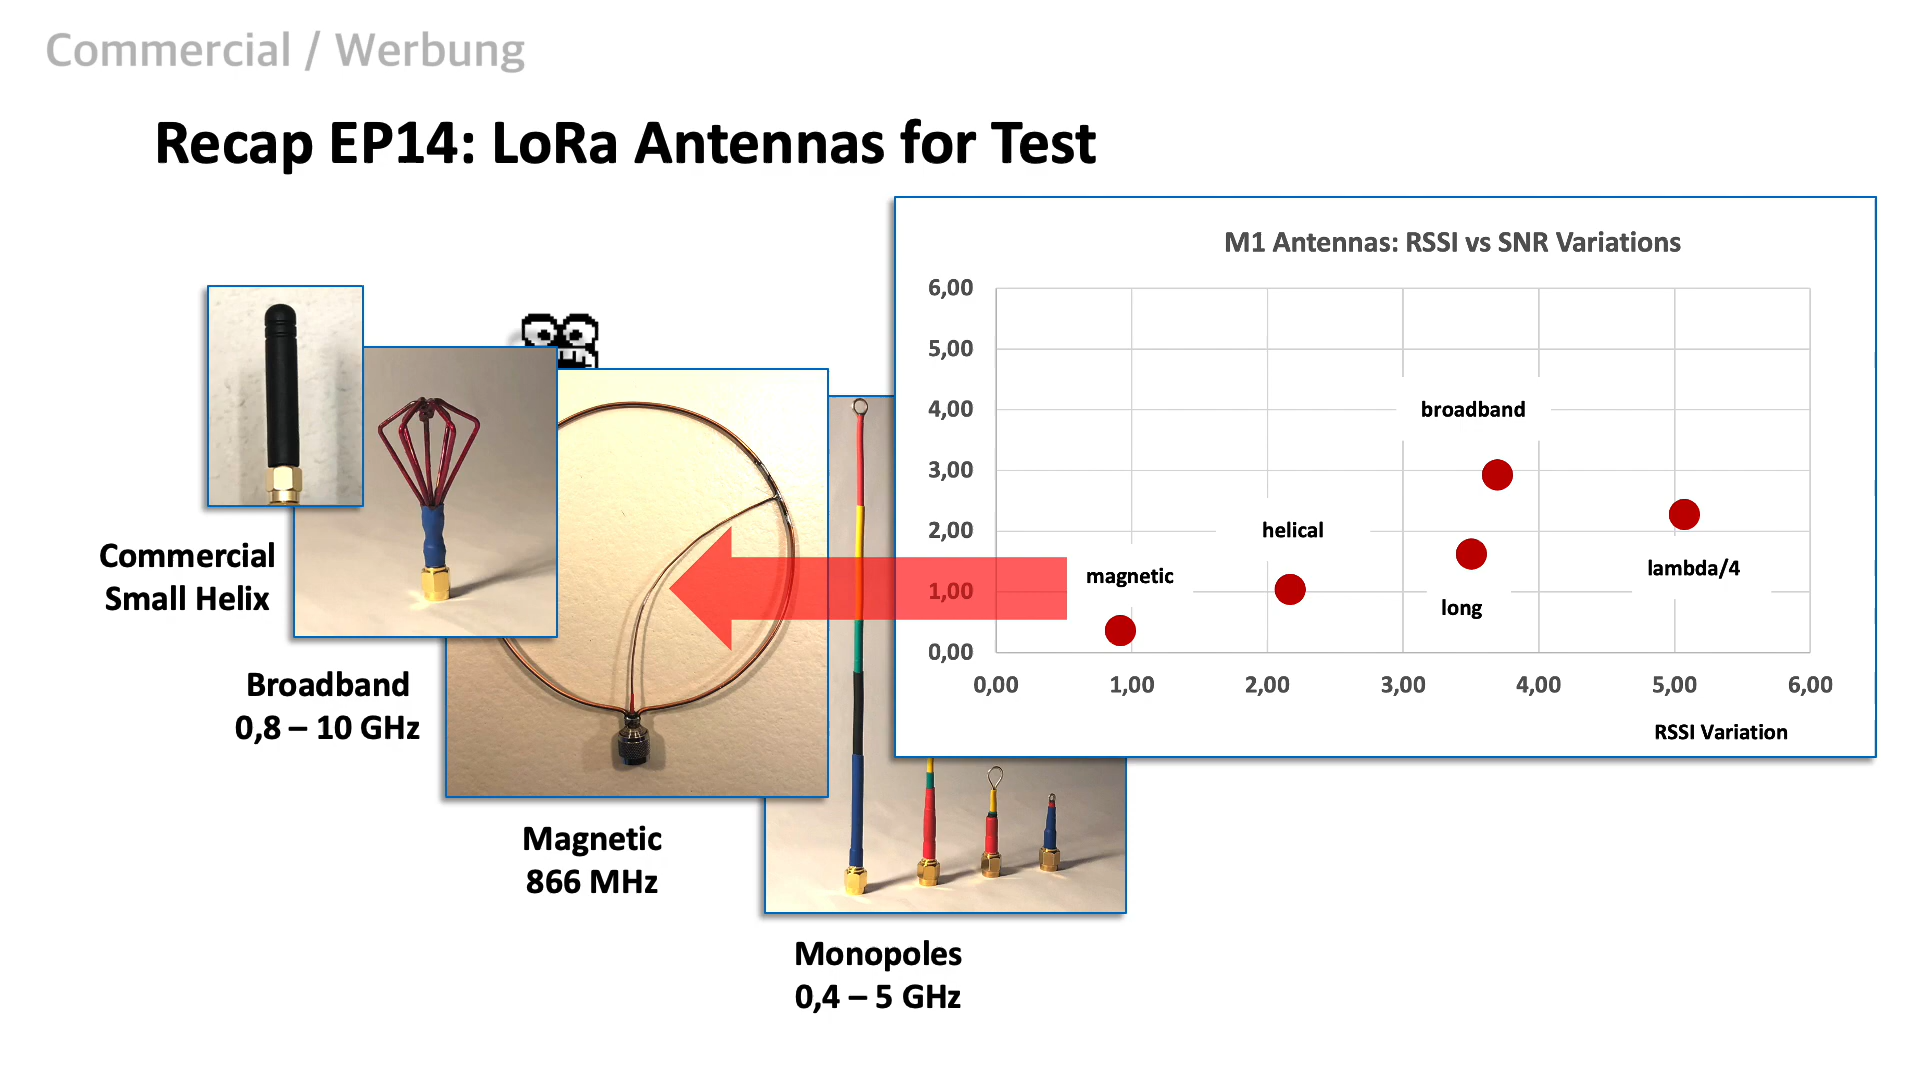 Commercial / Werbung
Recap EP14: LoRa Antennas for Test
Commercial
Small Helix
Broadband
0,8 – 10 GHz
Magnetic
866 MHz
Monopoles
0,4 – 5 GHz
M1 Antennas: RSSI vs SNR Variations
6,00
5,00
4,00
3,00
2,00
1,00
0,00
broadband
helical
magnetic
long
lambda/4
0,00 1,00 2,00 3,00 4,00 5,00 6,00
RSSI Variation